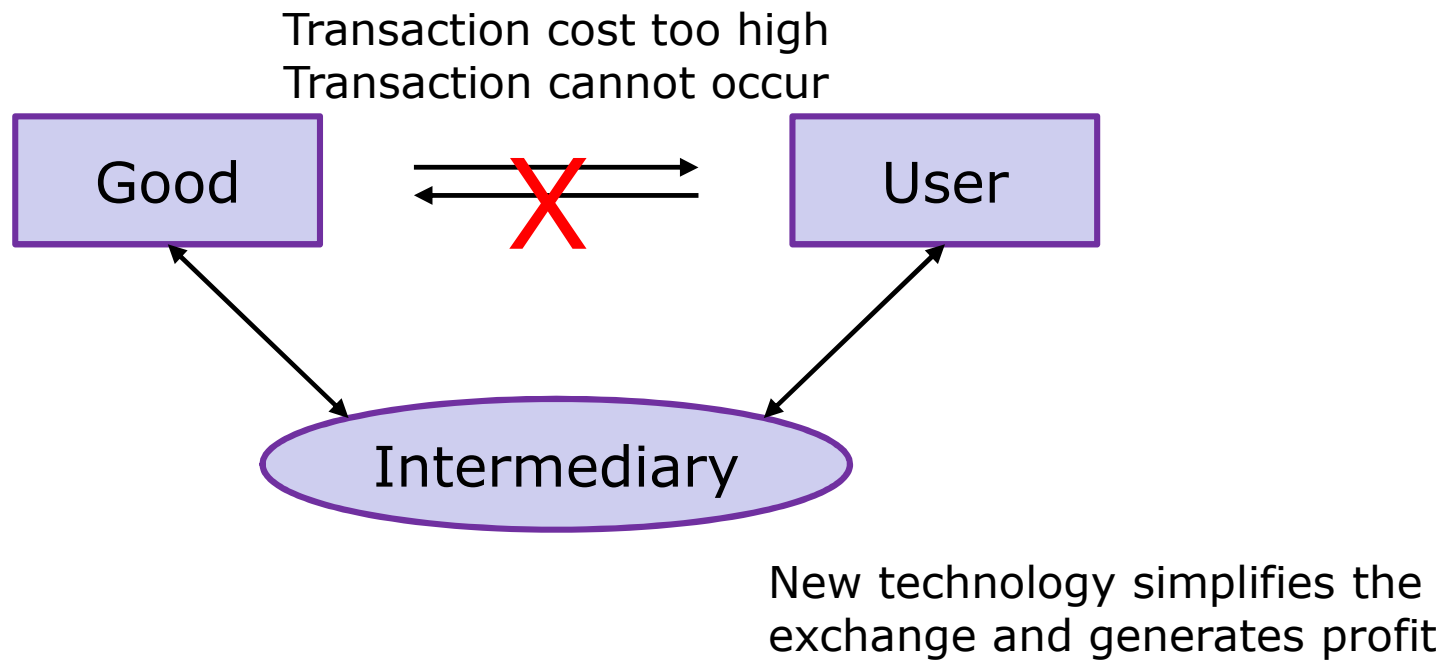 Transaction cost too high
Transaction cannot occur
Good
X
User
Intermediary
New technology simplifies the
exchange and generates profit